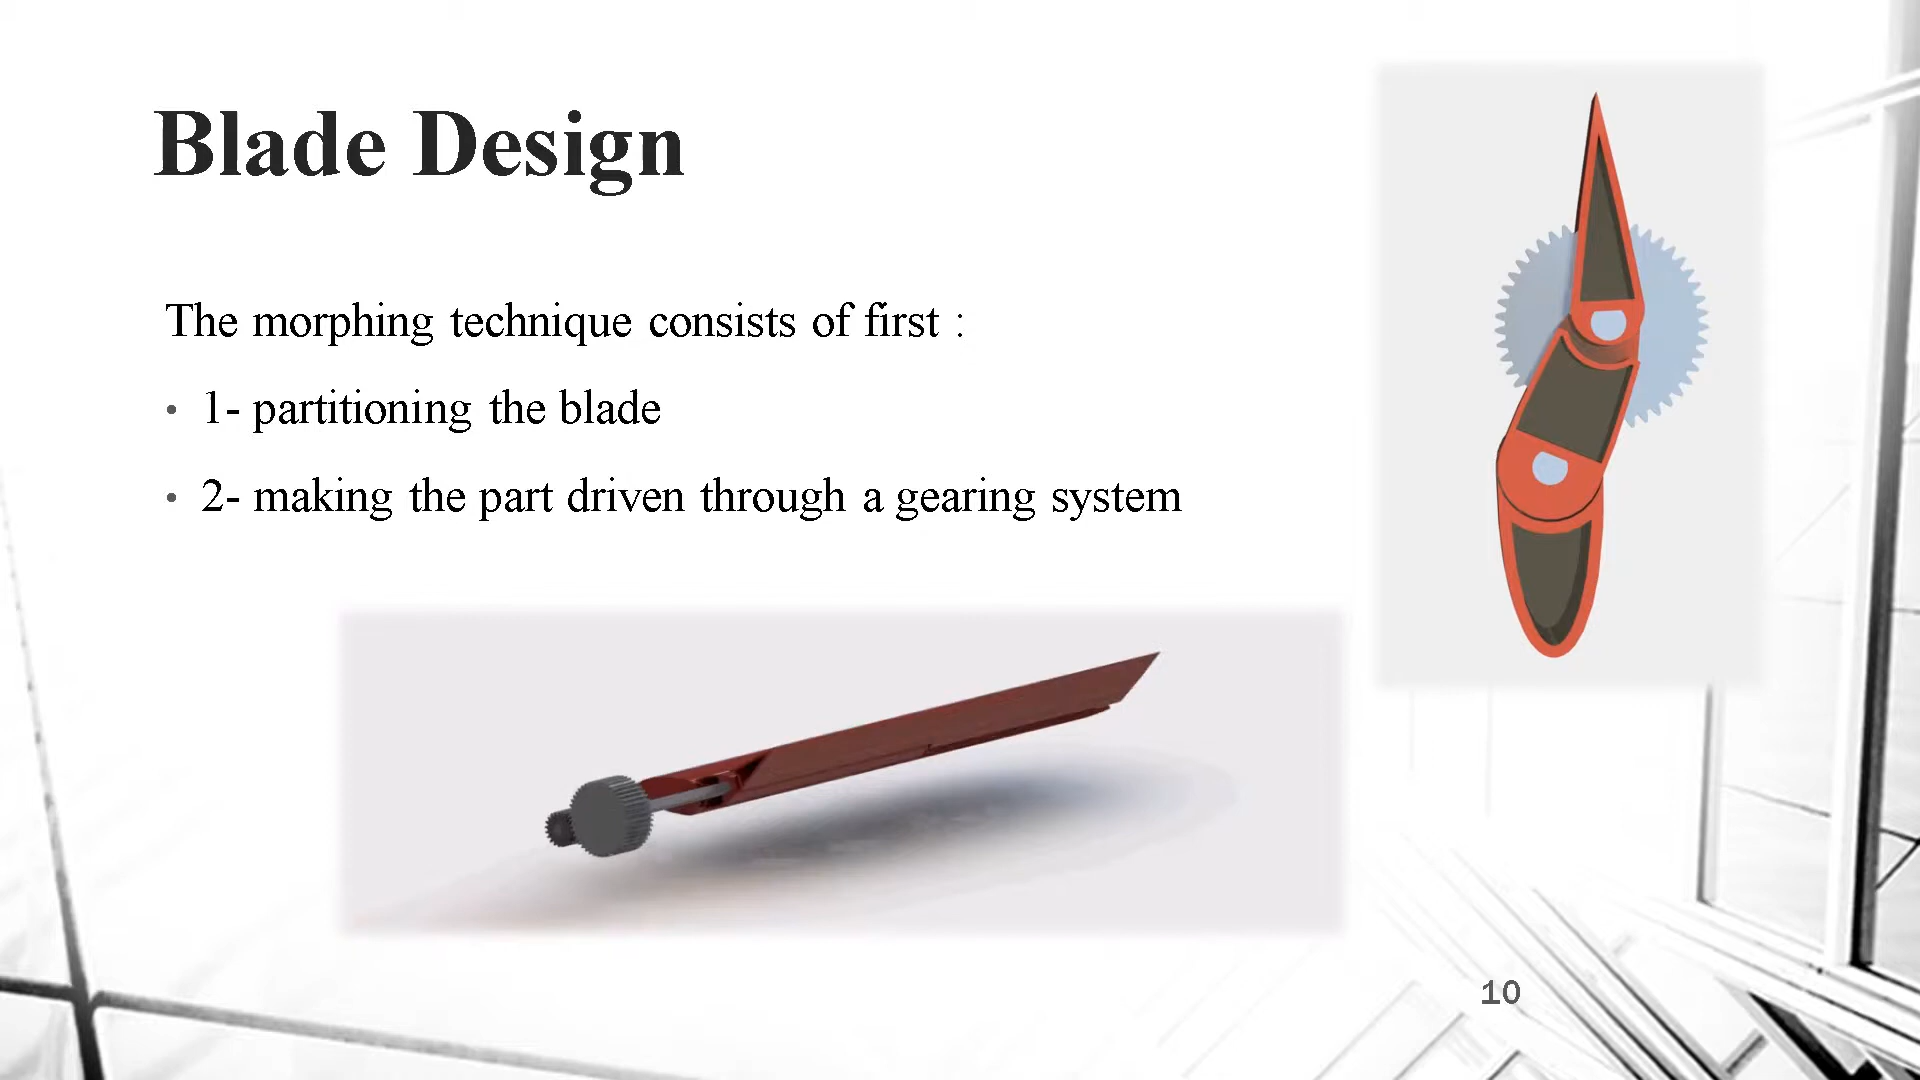 Blade Design
The morphing technique consists of first :
• 1- partitioning the blade
• 2- making the part driven through a gearing system
10